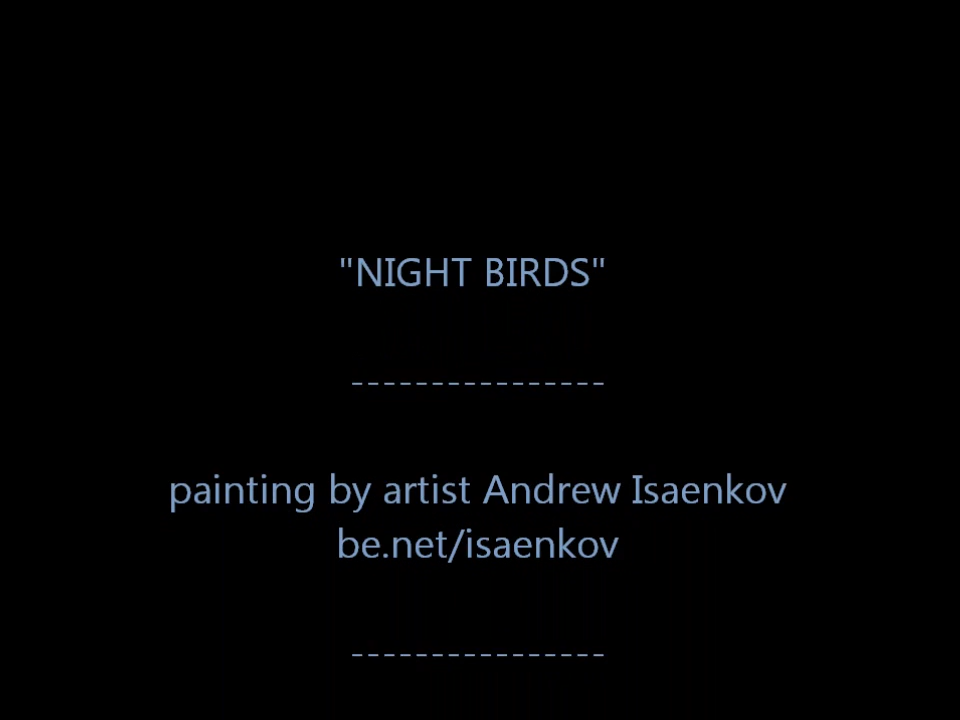 "NIGHT BIRDS"
----------------
painting by artist Andrew Isaenkov
be.net/isaenkov
----------------